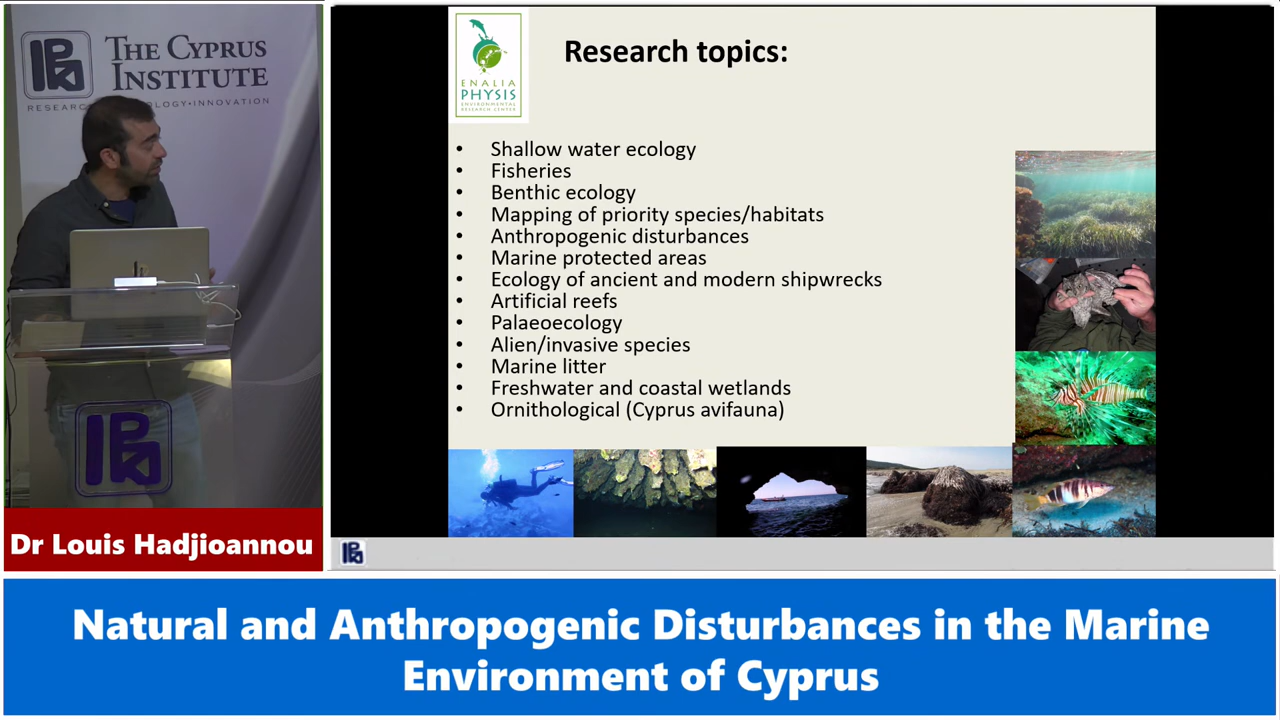 THE CYPRUS
INSTITUTE
ENALIA
PHYSIS
ENVIRONMENTAL
RESEARCH CENTER
Research topics:
• Shallow water ecology
• Fisheries
• Benthic ecology
• Mapping of priority species/habitats
• Anthropogenic disturbances
• Marine protected areas
• Ecology of ancient and modern shipwrecks
• Artificial reefs
• Palaeoecology
• Alien/invasive species
• Marine litter
• Freshwater and coastal wetlands
• Ornithological (Cyprus avifauna)
Dr Louis Hadjioannou
Natural and Anthropogenic Disturbances in the Marine
Environment of Cyprus